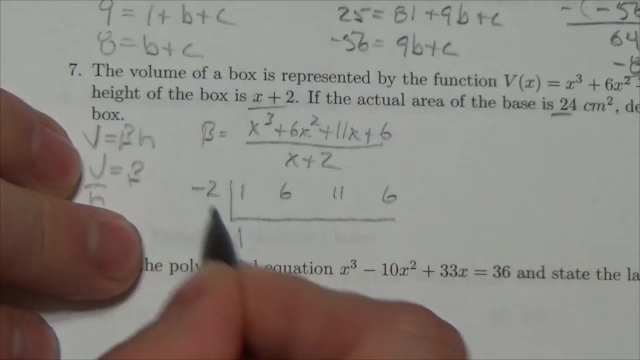 9 = 1 + b + c
25 = 81 + 9b + c
8 = b + c
-56 = 9b + c
64
-8
7. The volume of a box is represented by the function V(x) = x³ + 6x²
height of the box is x + 2. If the actual area of the base is 24 cm², de
box.
V = Bh
B = x³ + 6x² + 11x + 6
x + 2
V = B
h
-2 | 1 6 11 6
1
he poly equation x³ − 10x² + 33x = 36 and state the la